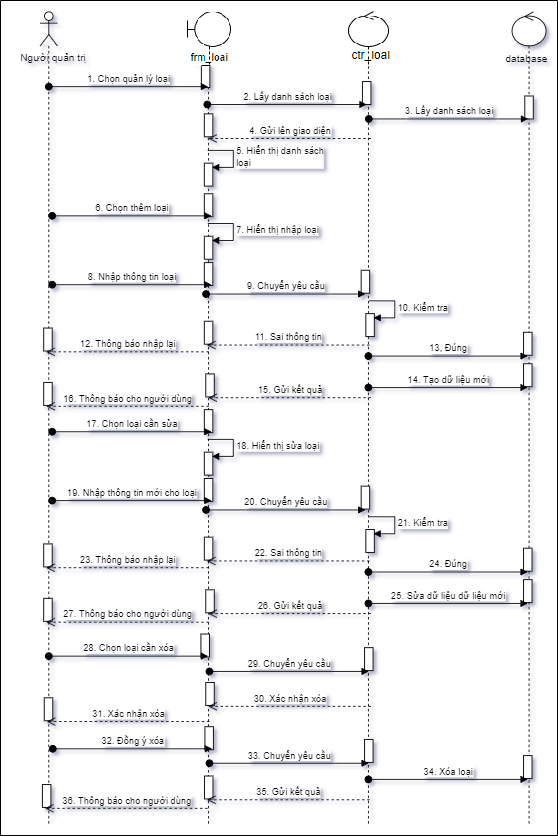 Người quản trị
frm_loai
ctr_loai
database
1. Chọn quản lý loại
2. Lấy danh sách loại
3. Lấy danh sách loại
4. Gửi lên giao diện
5. Hiển thị danh sách
loại
6. Chọn thêm loại
7. Hiển thị nhập loại
8. Nhập thông tin loại
9. Chuyển yêu cầu
10. Kiểm tra
11. Sai thông tin
12. Thông báo nhập lại
13. Đúng
14. Tạo dữ liệu mới
15. Gửi kết quả
16. Thông báo cho người dùng
17. Chọn loại cần sửa
18. Hiển thị sửa loại
19. Nhập thông tin mới cho loại
20. Chuyển yêu cầu
21. Kiểm tra
22. Sai thông tin
23. Thông báo nhập lại
24. Đúng
25. Sửa dữ liệu dữ liệu mới
26. Gửi kết quả
27. Thông báo cho người dùng
28. Chọn loại cần xóa
29. Chuyển yêu cầu
30. Xác nhận xóa
31. Xác nhận xóa
32. Đồng ý xóa
33. Chuyển yêu cầu
34. Xóa loại
35. Gửi kết quả
36. Thông báo cho người dùng